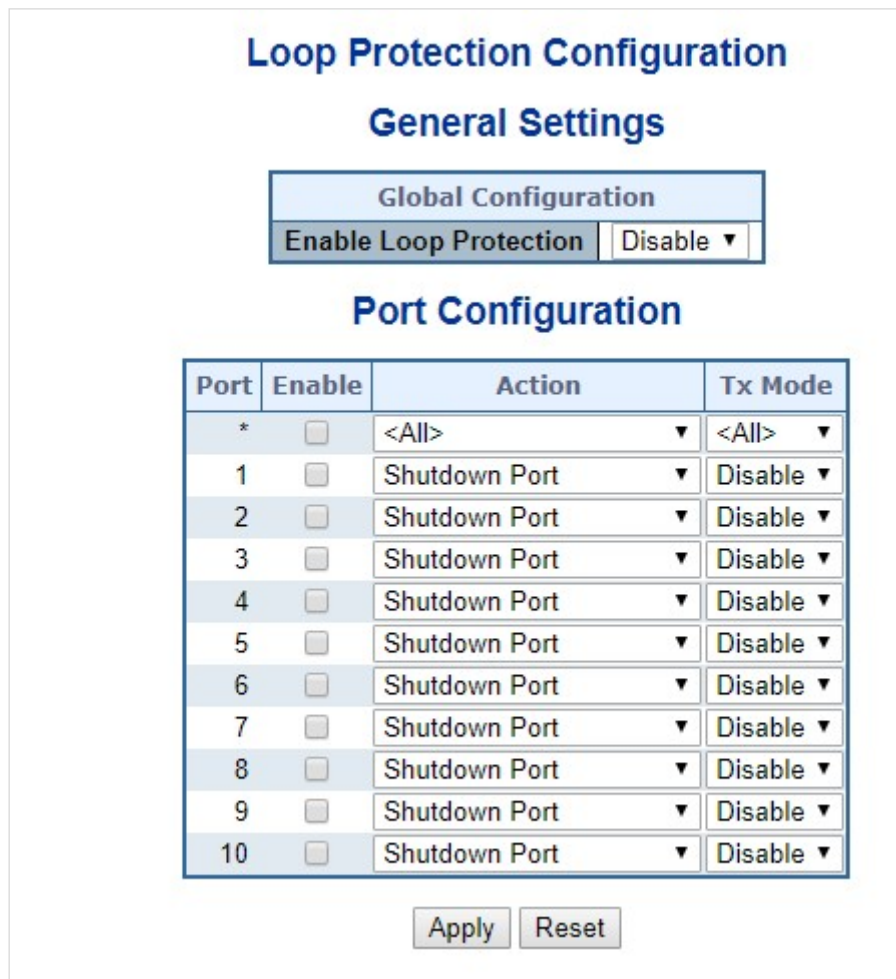 Loop Protection Configuration
General Settings
Global Configuration
Enable Loop Protection Disable
Port Configuration
Port Enable Action Tx Mode
* <All> <All>
1 Shutdown Port Disable
2 Shutdown Port Disable
3 Shutdown Port Disable
4 Shutdown Port Disable
5 Shutdown Port Disable
6 Shutdown Port Disable
7 Shutdown Port Disable
8 Shutdown Port Disable
9 Shutdown Port Disable
10 Shutdown Port Disable
Apply Reset